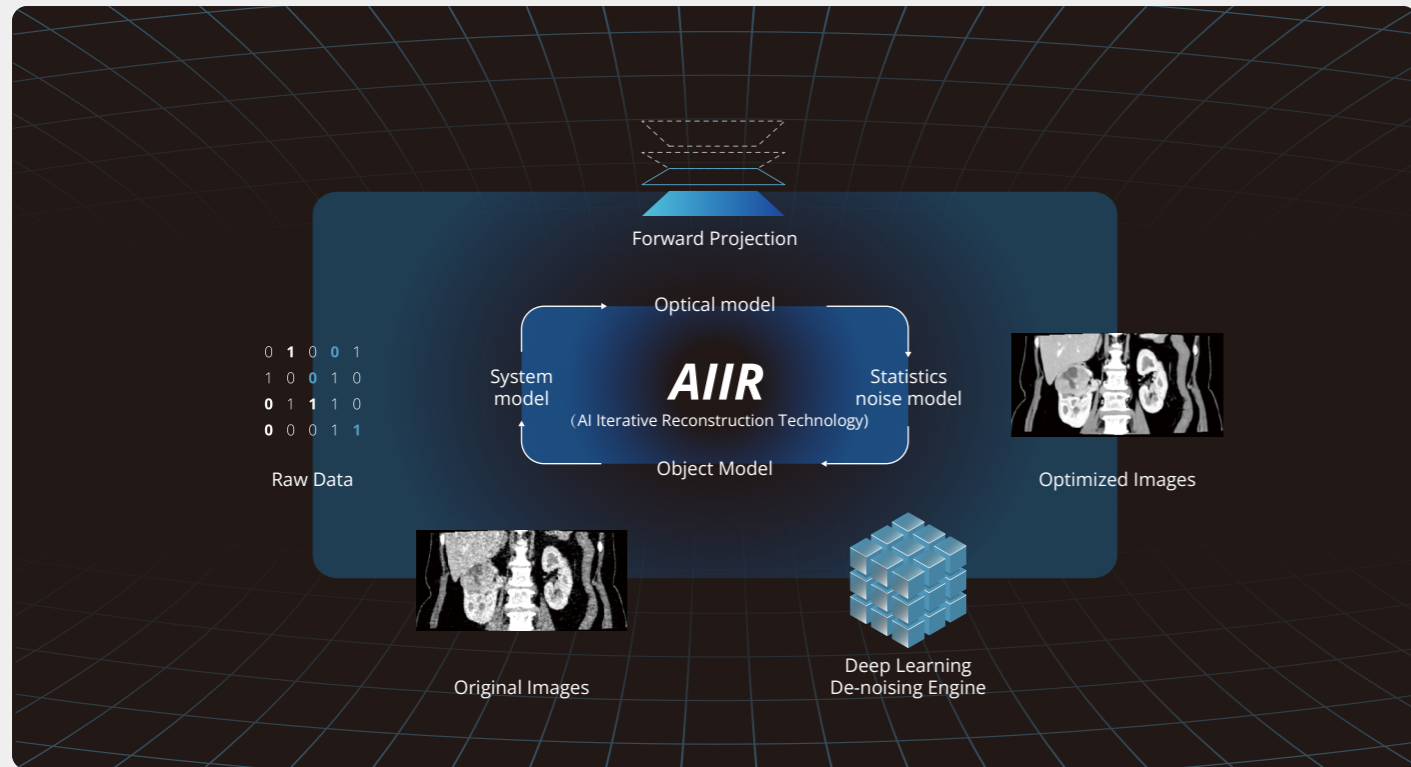 Forward Projection
Optical model
0 1 0 0 1
1 0 0 1 0
0 1 1 1 0
0 0 0 1 1
Raw Data
System
model
AIIR
(AI Iterative Reconstruction Technology)
Statistics
noise model
Object Model
Optimized Images
Original Images
Deep Learning
De-noising Engine